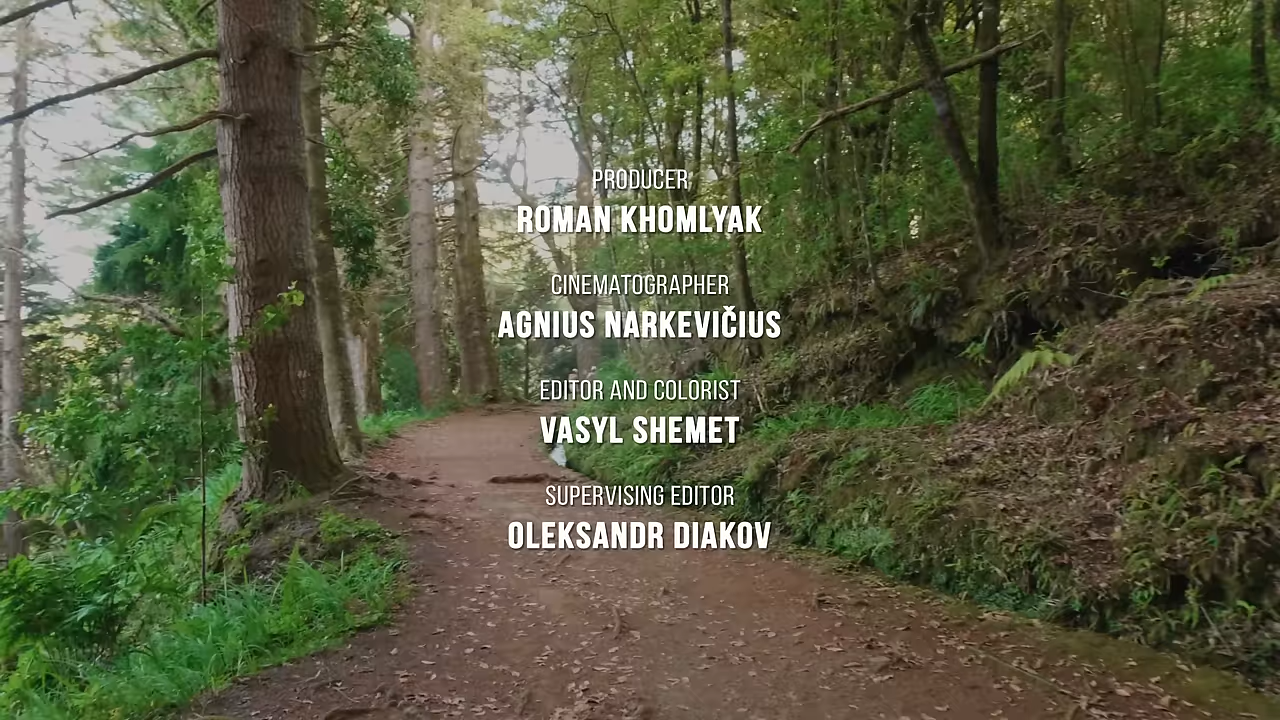 PRODUCER
ROMAN KHOMLYAK
CINEMATOGRAPHER
AGNIUS NARKEVIČIUS
EDITOR AND COLORIST
VASYL SHEMET
SUPERVISING EDITOR
OLEKSANDR DIAKOV